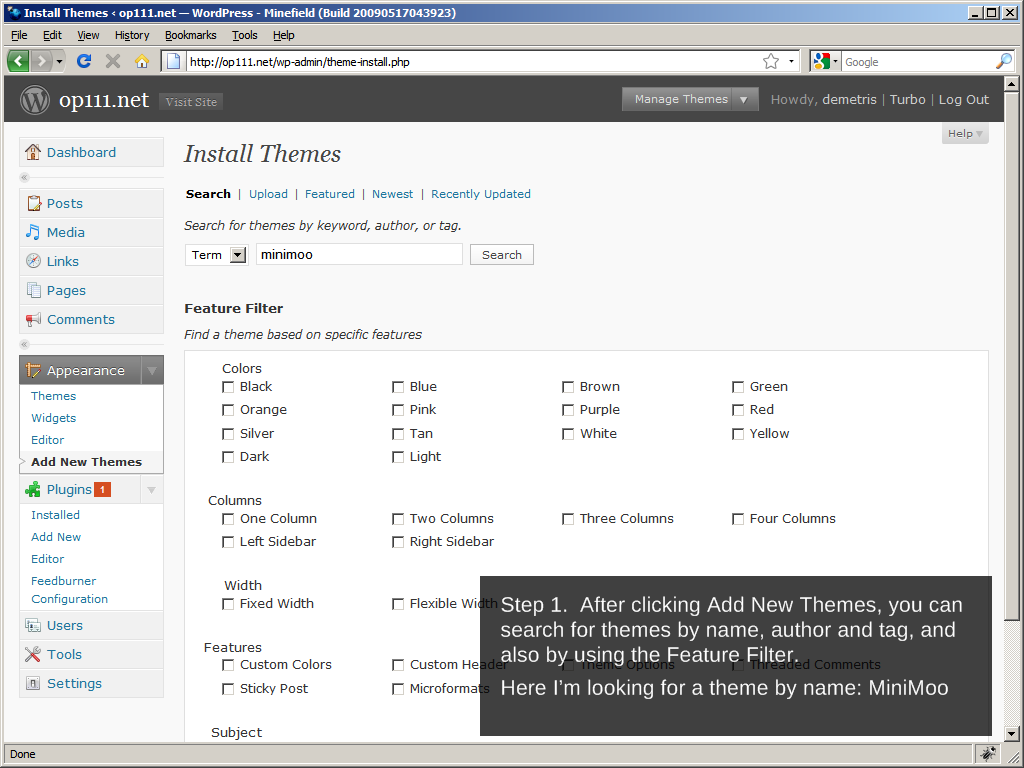 Install Themes ‹ op111.net — WordPress - Minefield (Build 20090517043923)
File Edit View History Bookmarks Tools Help
http://op111.net/wp-admin/theme-install.php Google
op111.net Visit Site Manage Themes Howdy, demetris | Turbo | Log Out
Help
Dashboard
Posts
Media
Links
Pages
Comments
Appearance
Themes
Widgets
Editor
Add New Themes
Plugins 1
Installed
Add New
Editor
Feedburner
Configuration
Users
Tools
Settings
Install Themes
Search | Upload | Featured | Newest | Recently Updated
Search for themes by keyword, author, or tag.
Term minimoo Search
Feature Filter
Find a theme based on specific features
Colors
Black Blue Brown Green
Orange Pink Purple Red
Silver Tan White Yellow
Dark Light
Columns
One Column Two Columns Three Columns Four Columns
Left Sidebar Right Sidebar
Width
Fixed Width Flexible Width
Features
Custom Colors Custom Header Theme Options Threaded Comments
Sticky Post Microformats
Subject
Step 1. After clicking Add New Themes, you can
search for themes by name, author and tag, and
also by using the Feature Filter.
Here I'm looking for a theme by name: MiniMoo
Done